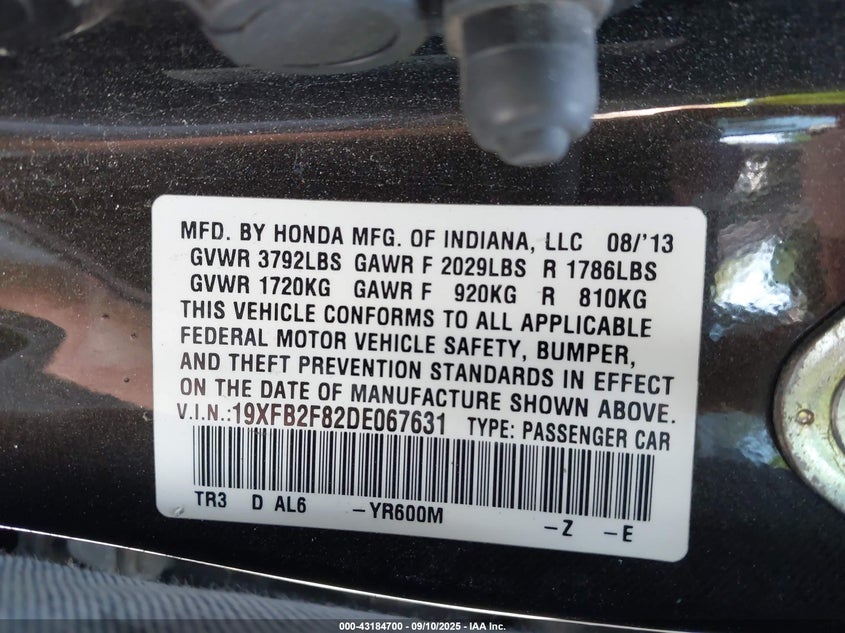 MFD. BY HONDA MFG. OF INDIANA, LLC 08/'13
GVWR 3792LBS GAWR F 2029LBS R 1786LBS
GVWR 1720KG GAWR F 920KG R 810KG
THIS VEHICLE CONFORMS TO ALL APPLICABLE
FEDERAL MOTOR VEHICLE SAFETY, BUMPER,
AND THEFT PREVENTION STANDARDS IN EFFECT
ON THE DATE OF MANUFACTURE SHOWN ABOVE.
V.I.N.:19XFB2F82DE067631 TYPE: PASSENGER CAR
TR3 D AL6 -YR600M -Z -E
000-43184700 - 09/10/2025 - IAA Inc.